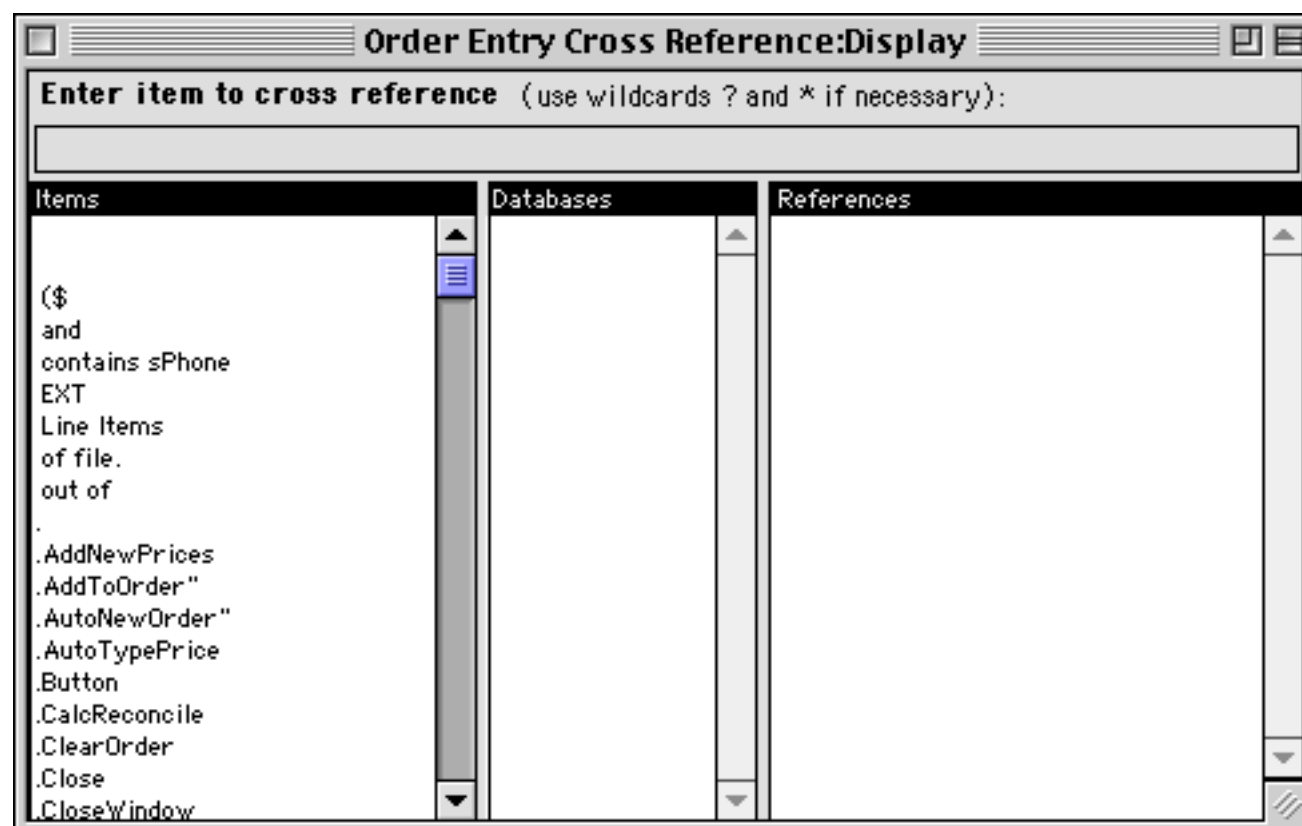 Order Entry Cross Reference:Display
Enter item to cross reference (use wildcards ? and * if necessary):
Items Databases References
($
and
contains sPhone
EXT
Line Items
of file.
out of
.
.AddNewPrices
.AddToOrder"
.AutoNewOrder"
.AutoTypePrice
.Button
.CalcReconcile
.ClearOrder
.Close
.CloseWindow